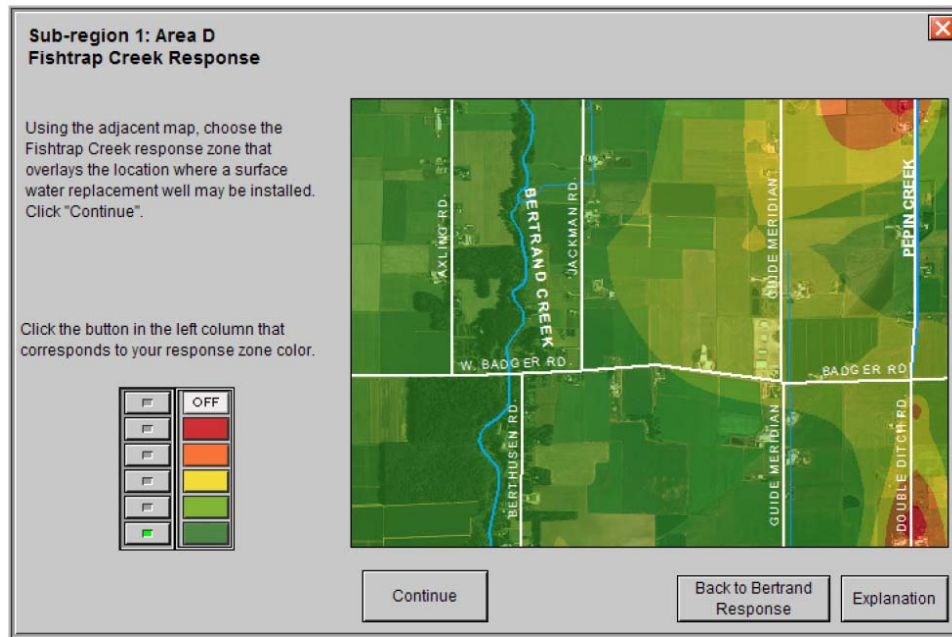 Sub-region 1: Area D
Fishtrap Creek Response
Using the adjacent map, choose the
Fishtrap Creek response zone that
overlays the location where a surface
water replacement well may be installed.
Click "Continue".
Click the button in the left column that
corresponds to your response zone color.
OFF
AXLING RD.
BERTRAND CREEK
JACKMAN RD.
GUIDE MERIDIAN
PEPIN CREEK
W. BADGER RD.
BADGER RD.
BERTHUSEN RD.
GUIDE MERIDIAN
DOUBLE DITCH RD.
Continue
Back to Bertrand
Response
Explanation